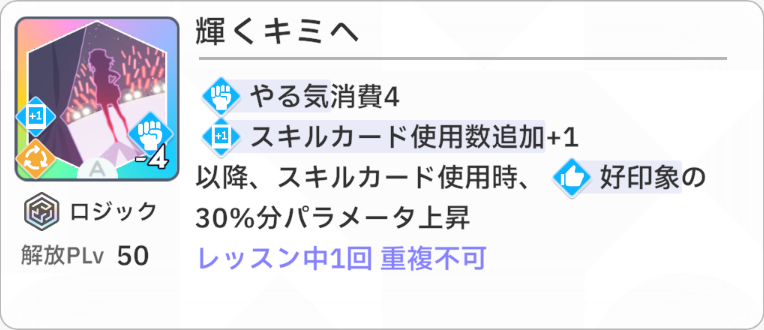 輝くキミへ
やる気消費4
スキルカード使用数追加+1
以降、スキルカード使用時、好印象の
30%分パラメータ上昇
レッスン中1回 重複不可
+1
-4
A
ロジック
解放PLv 50